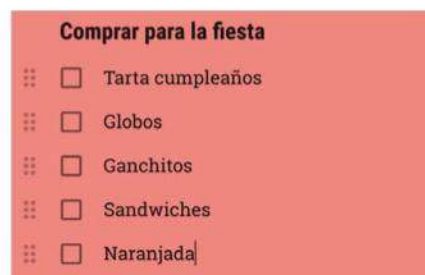 Comprar para la fiesta
Tarta cumpleaños
Globos
Ganchitos
Sandwiches
Naranjada